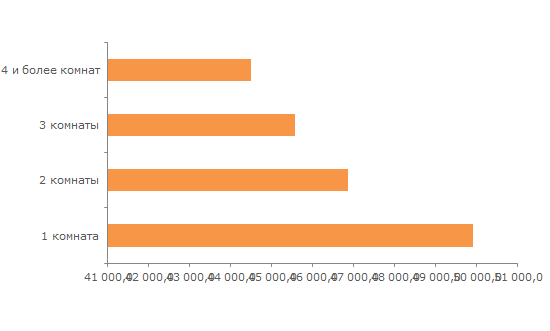 4 и более комнат
3 комнаты
2 комнаты
1 комната
41 000,0 42 000,0 43 000,0 44 000,0 45 000,0 46 000,0 47 000,0 48 000,0 49 000,0 50 000,0 51 000,0